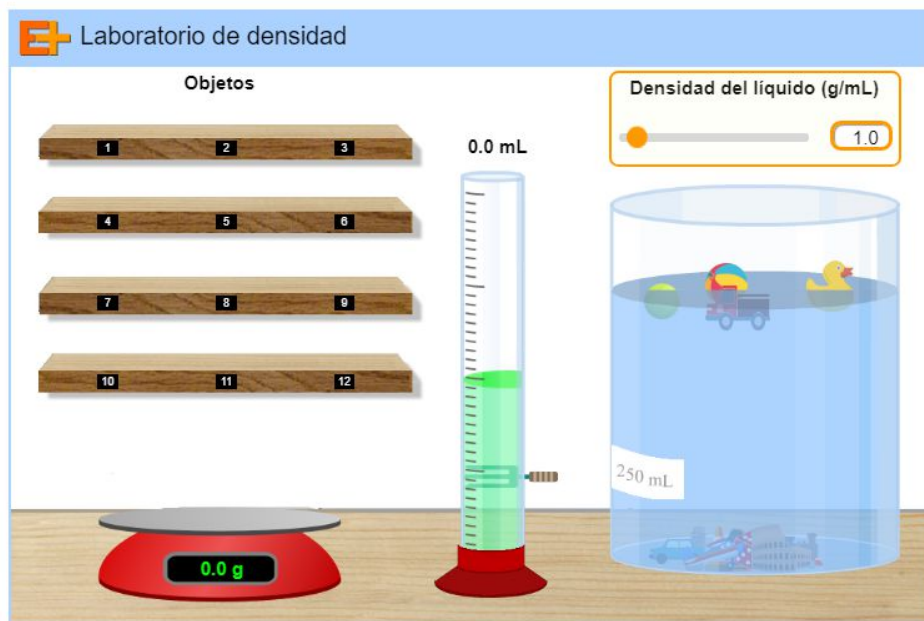 E+ Laboratorio de densidad
Objetos
Densidad del líquido (g/mL)
1.0
1 2 3
0.0 mL
4 5 6
7 8 9
10 11 12
250 mL
0.0 g